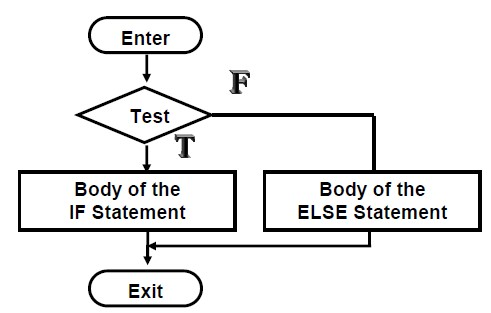 Enter
F
Test
T
Body of the
IF Statement
Body of the
ELSE Statement
Exit